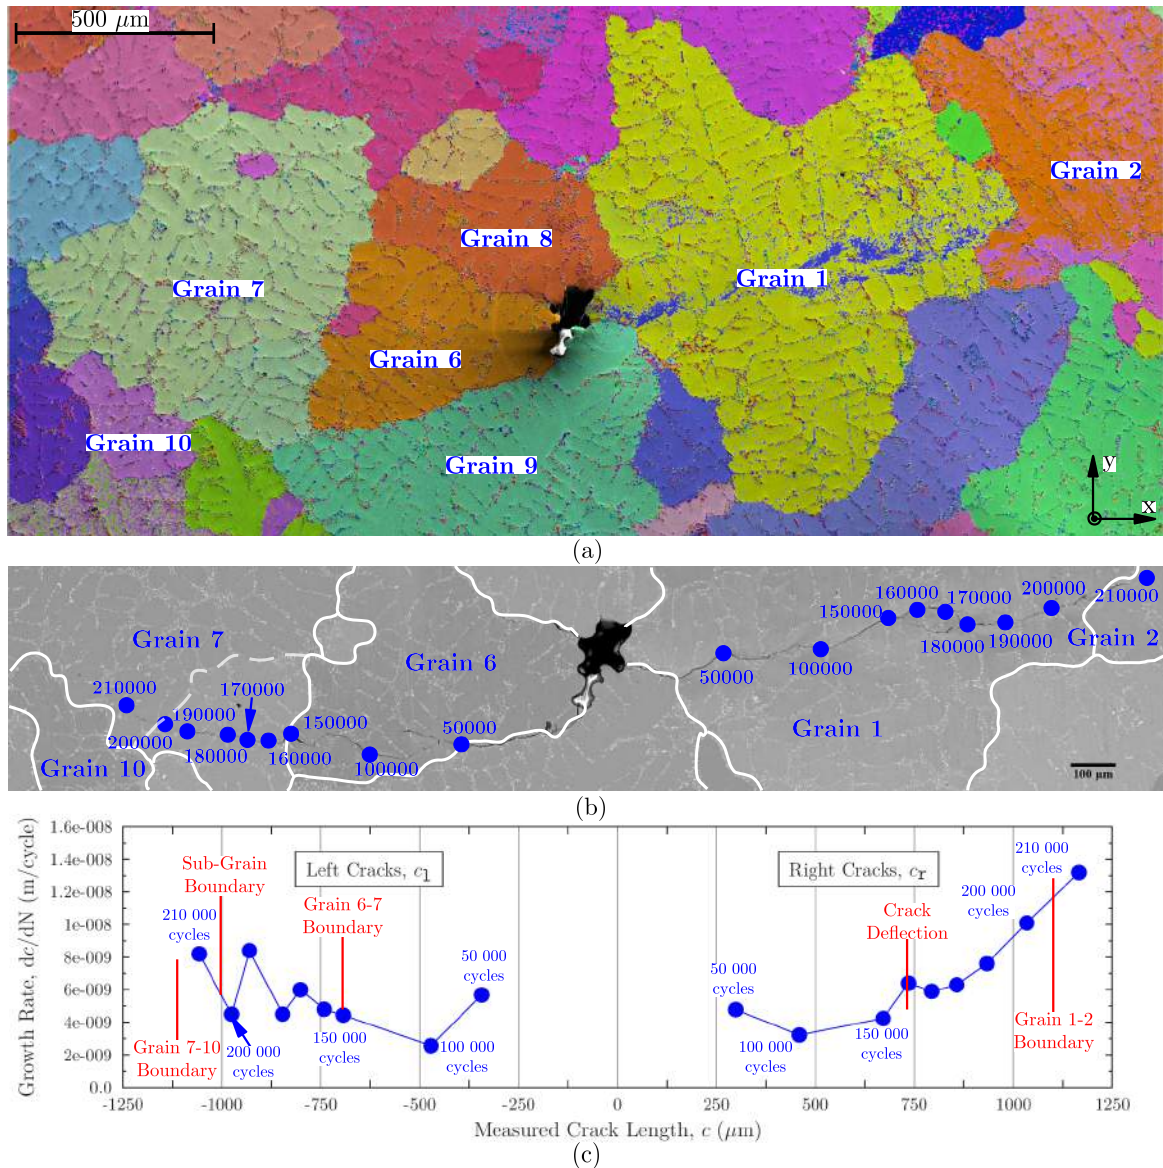 500 μm
Grain 2
Grain 8
Grain 1
Grain 7
Grain 6
Grain 10
Grain 9
y
x
(a)
160000
170000
200000
210000
150000
Grain 7
Grain 6
180000
190000
Grain 2
170000
50000
100000
210000
190000
150000
50000
200000
180000
160000
100000
Grain 10
Grain 1
100 μm
(b)
Growth Rate, dc/dN (m/cycle)
1.6e-008
1.4e-008
1.2e-008
1e-008
8e-009
6e-009
4e-009
2e-009
0.0
Sub-Grain
Boundary
Left Cracks, cl
Right Cracks, cr
210 000
cycles
210 000
cycles
Grain 6-7
Boundary
50 000
cycles
200 000
cycles
Crack
Deflection
50 000
cycles
Grain 7-10
Boundary
200 000
cycles
150 000
cycles
100 000
cycles
100 000
cycles
150 000
cycles
Grain 1-2
Boundary
-1250 -1000 -750 -500 -250 0 250 500 750 1000 1250
Measured Crack Length, c (μm)
(c)